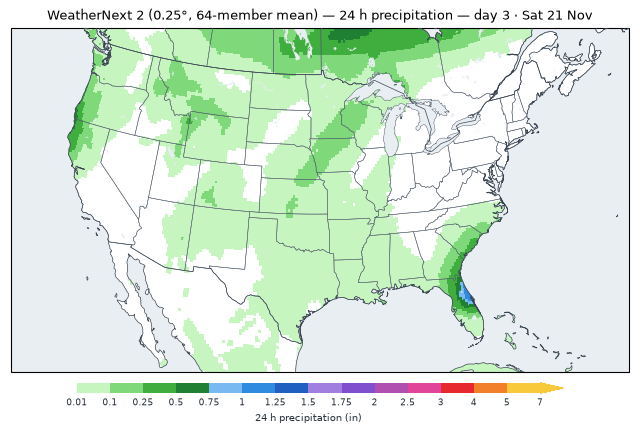 WeatherNext 2 (0.25°, 64-member mean) — 24 h precipitation — day 3 · Sat 21 Nov
0.01 0.1 0.25 0.5 0.75 1 1.25 1.5 1.75 2 2.5 3 4 5 7
24 h precipitation (in)